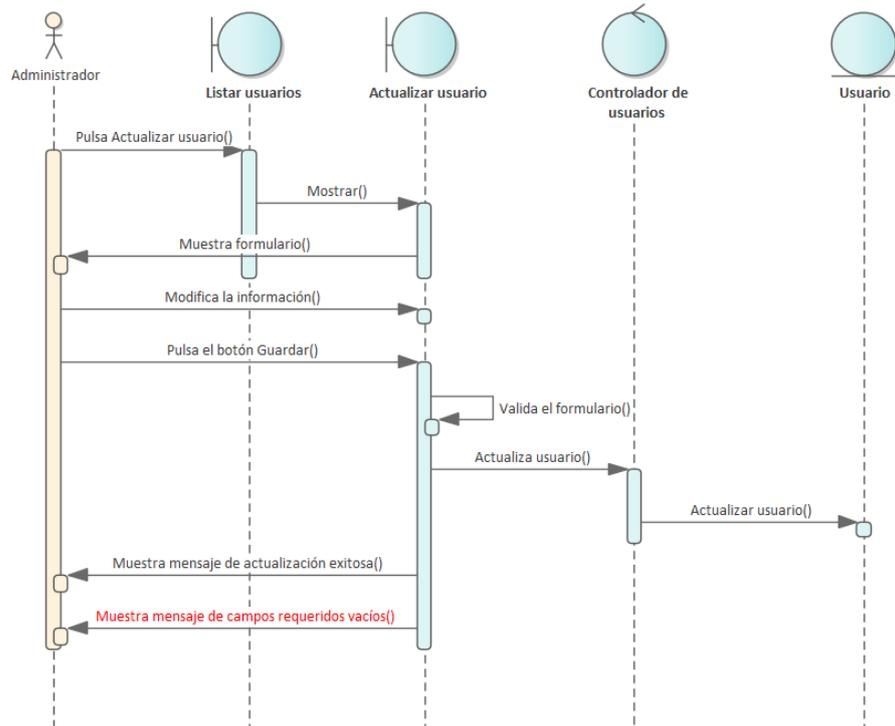 Administrador
Listar usuarios
Actualizar usuario
Controlador de
usuarios
Usuario
Pulsa Actualizar usuario()
Mostrar()
Muestra formulario()
Modifica la información()
Pulsa el botón Guardar()
Valida el formulario()
Actualiza usuario()
Actualizar usuario()
Muestra mensaje de actualización exitosa()
Muestra mensaje de campos requeridos vacíos()